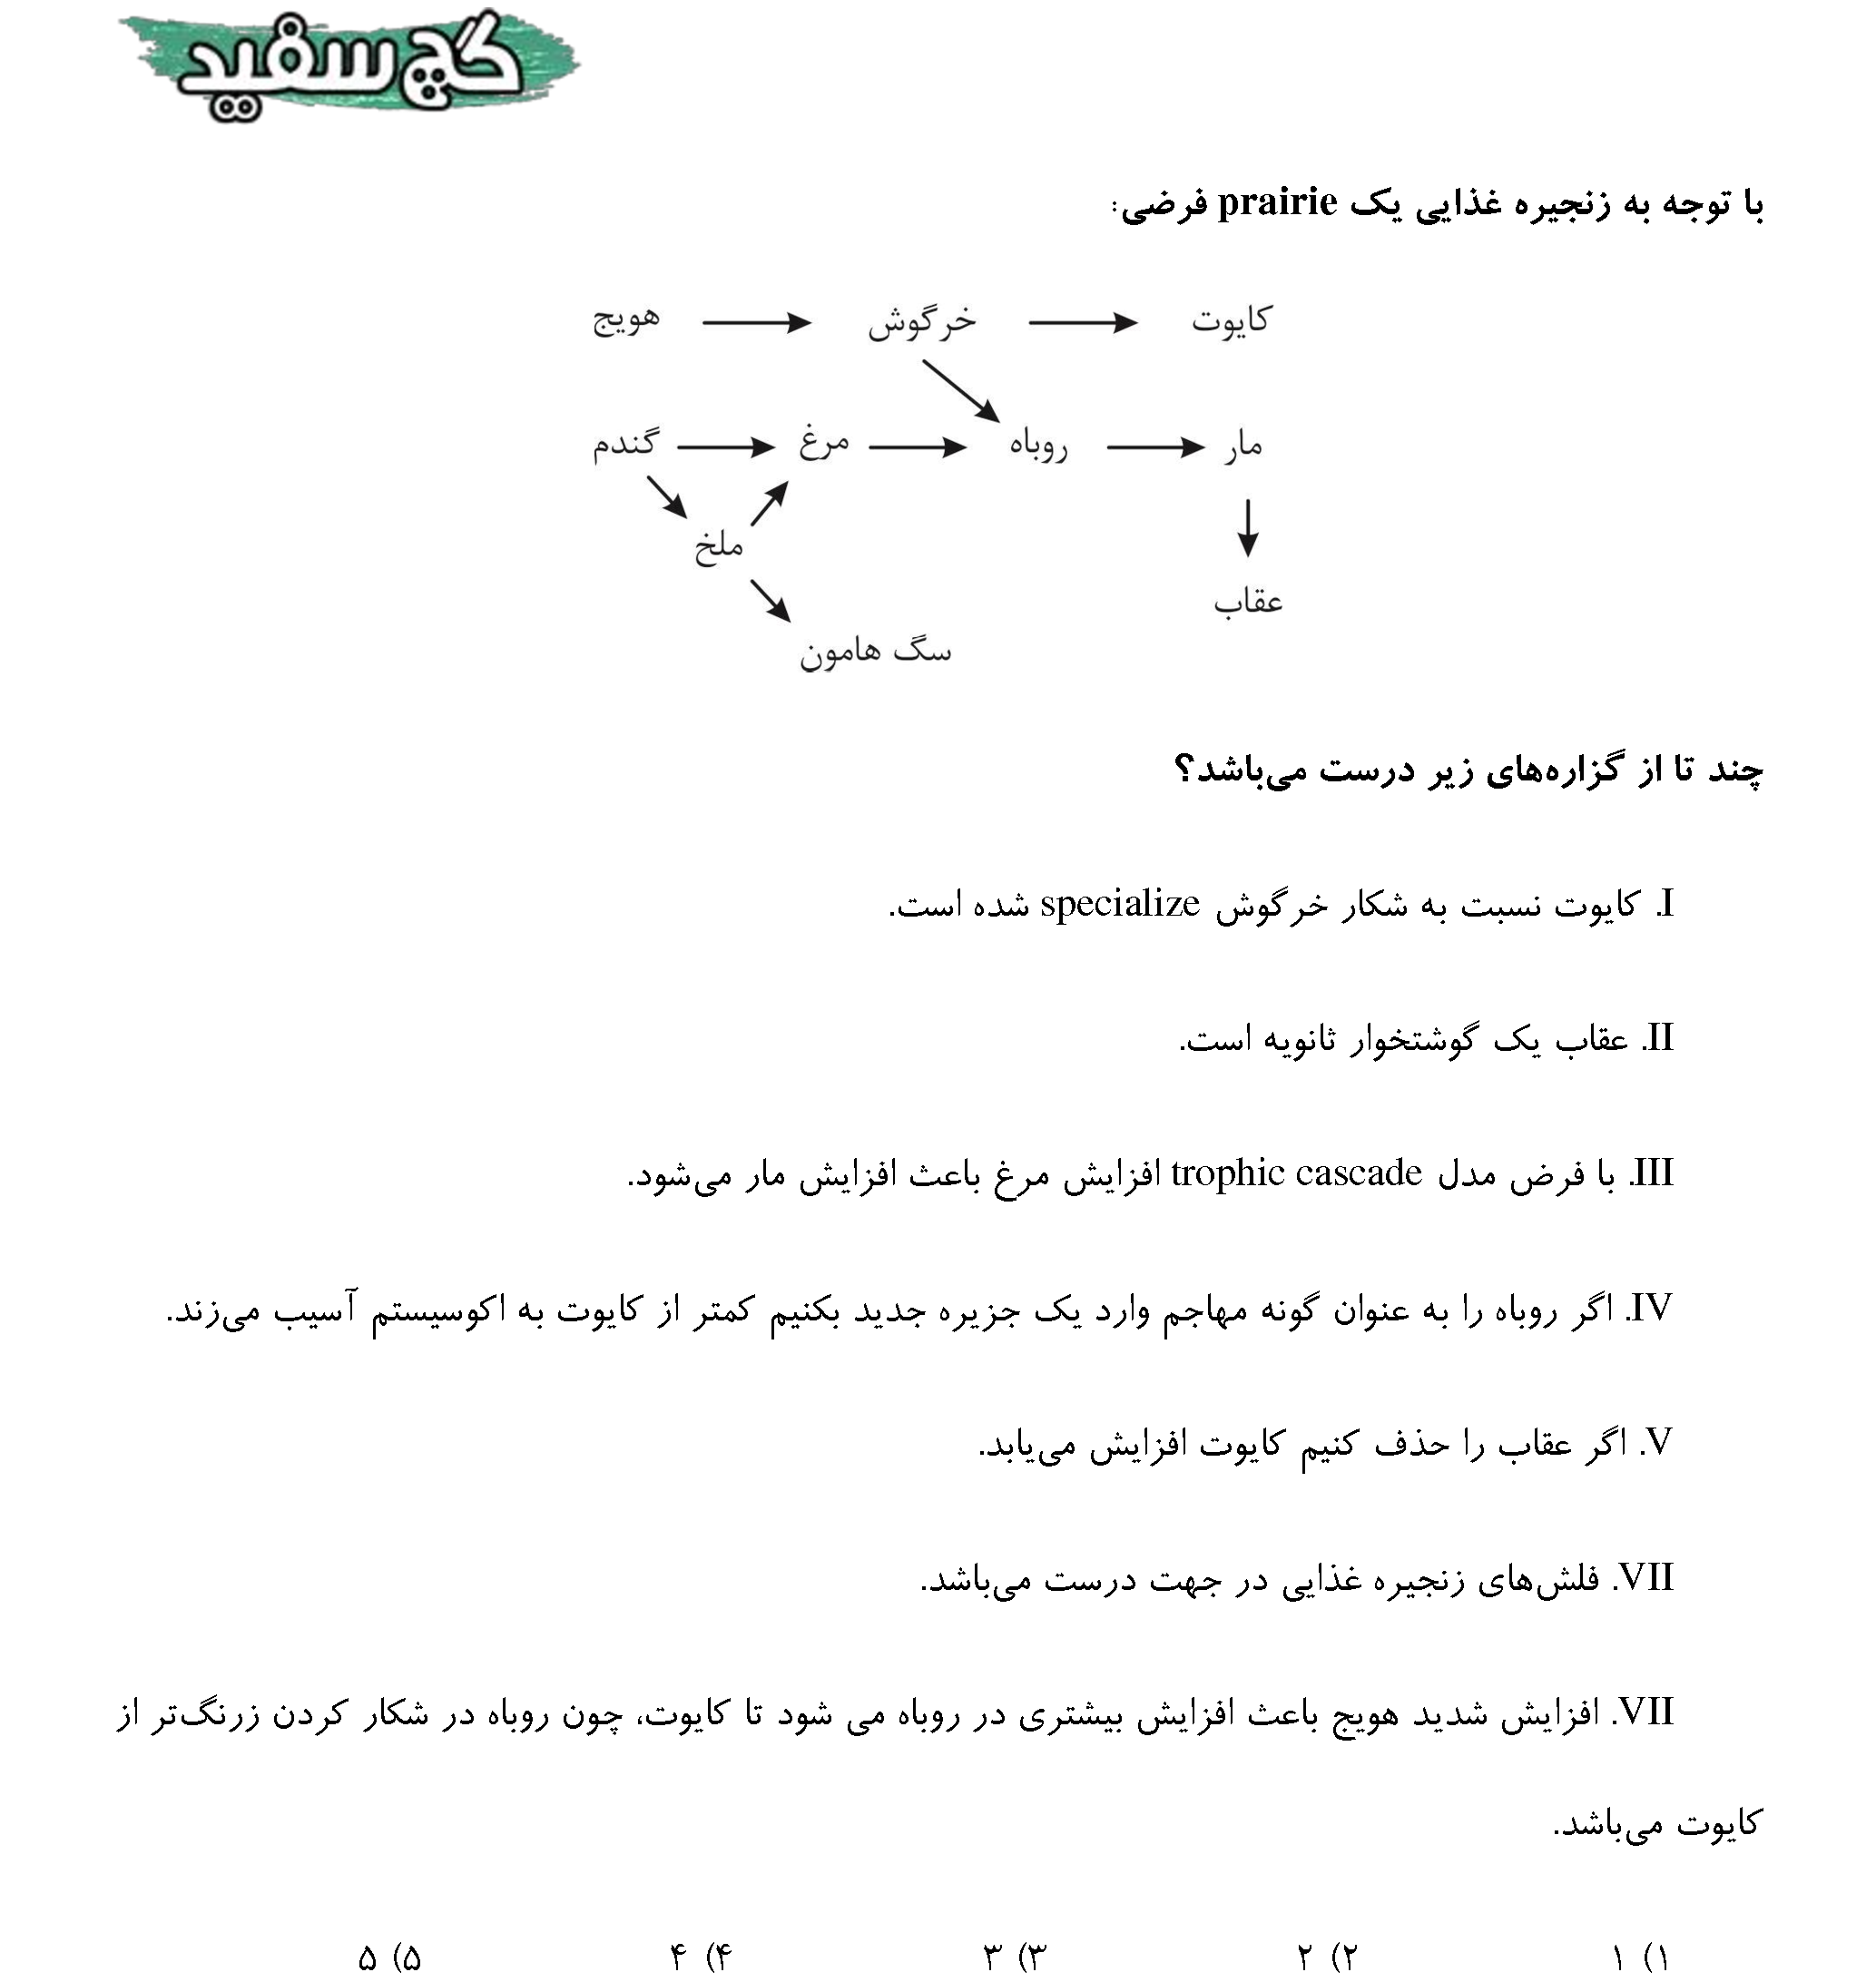 گچ سفید
با توجه به زنجیره غذایی یک prairie فرضی:
هویج خرگوش کایوت
گندم مرغ روباه مار
ملخ
عقاب
سگ هامون
چند تا از گزاره‌های زیر درست می‌باشد؟
I. کایوت نسبت به شکار خرگوش specialize شده است.
II. عقاب یک گوشتخوار ثانویه است.
III. با فرض مدل trophic cascade افزایش مرغ باعث افزایش مار می‌شود.
IV. اگر روباه را به عنوان گونه مهاجم وارد یک جزیره جدید بکنیم کمتر از کایوت به اکوسیستم آسیب می‌زند.
V. اگر عقاب را حذف کنیم کایوت افزایش می‌یابد.
VII. فلش‌های زنجیره غذایی در جهت درست می‌باشد.
VII. افزایش شدید هویج باعث افزایش بیشتری در روباه می شود تا کایوت، چون روباه در شکار کردن زرنگ‌تر از
کایوت می‌باشد.
۱) ۱ ۲) ۲ ۳) ۳ ۴) ۴ ۵) ۵